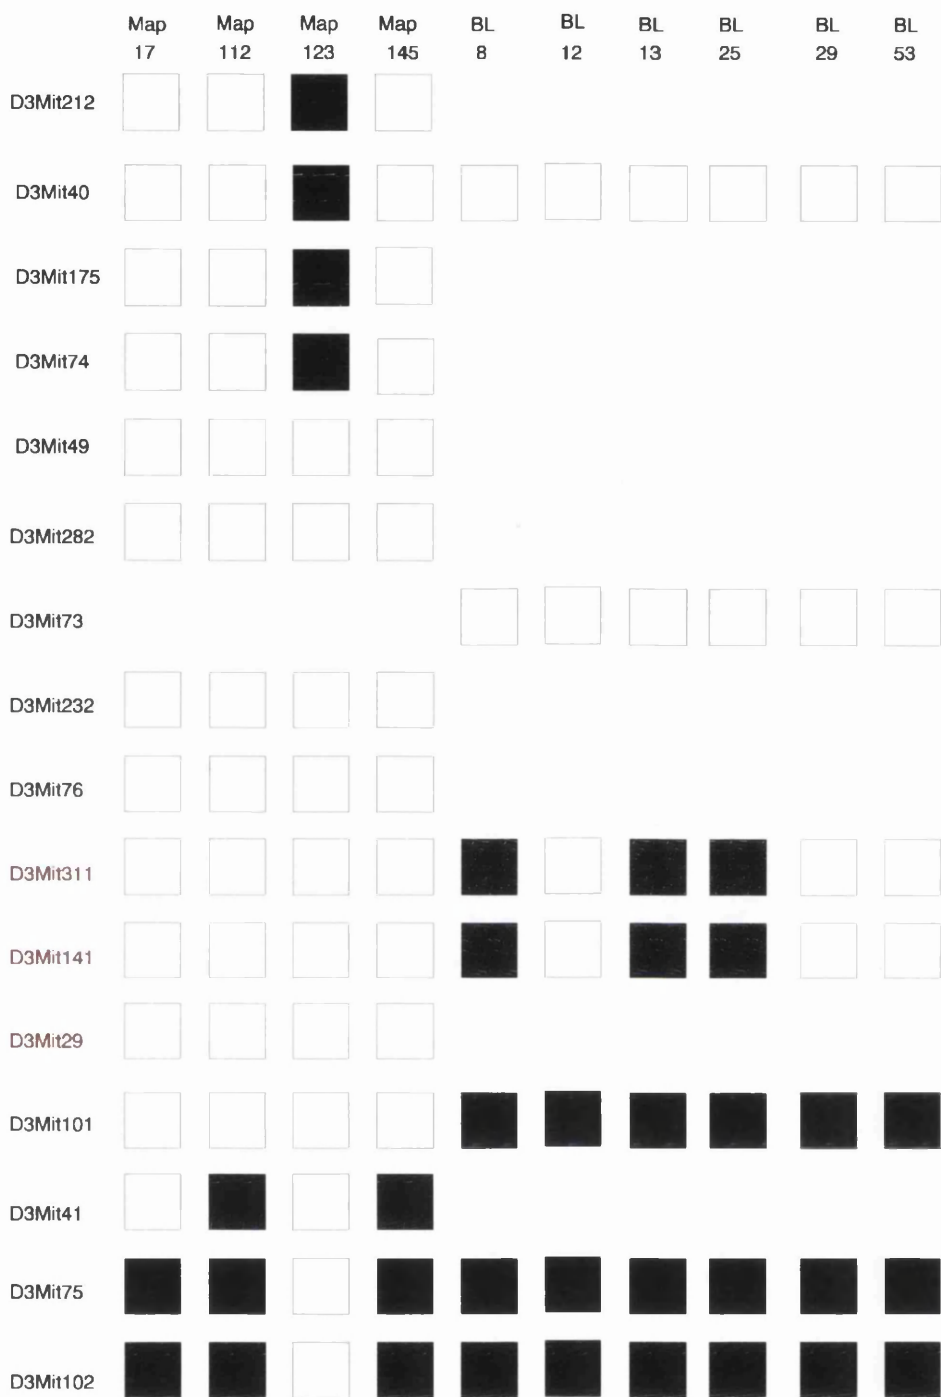 Map Map Map Map BL BL BL BL BL BL
17 112 123 145 8 12 13 25 29 53
D3Mit212
D3Mit40
D3Mit175
D3Mit74
D3Mit49
D3Mit282
D3Mit73
D3Mit232
D3Mit76
D3Mit311
D3Mit141
D3Mit29
D3Mit101
D3Mit41
D3Mit75
D3Mit102